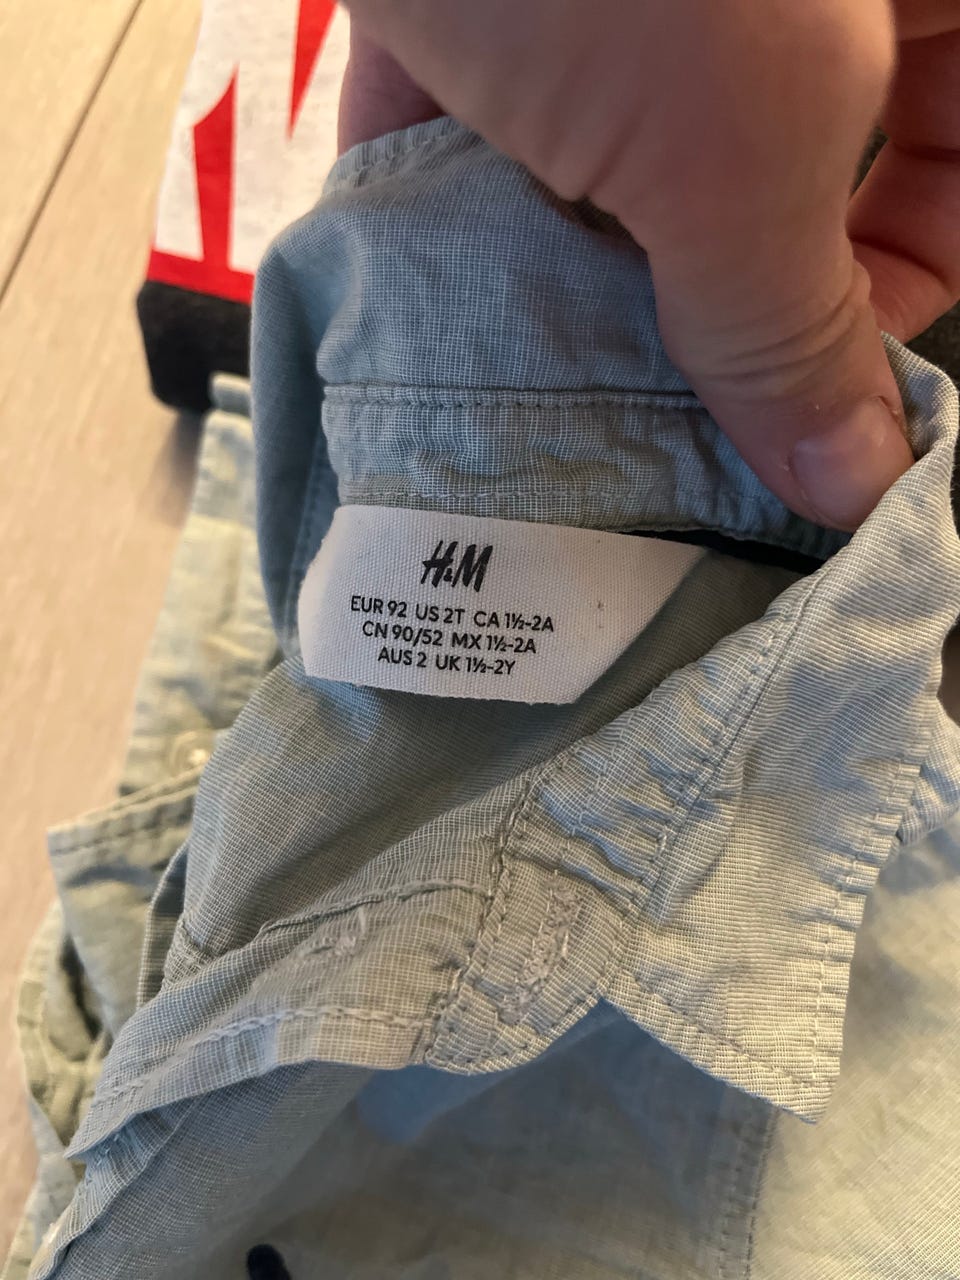 H&M
EUR 92 US 2T CA 1½-2A
CN 90/52 MX 1½-2A
AUS 2 UK 1½-2Y